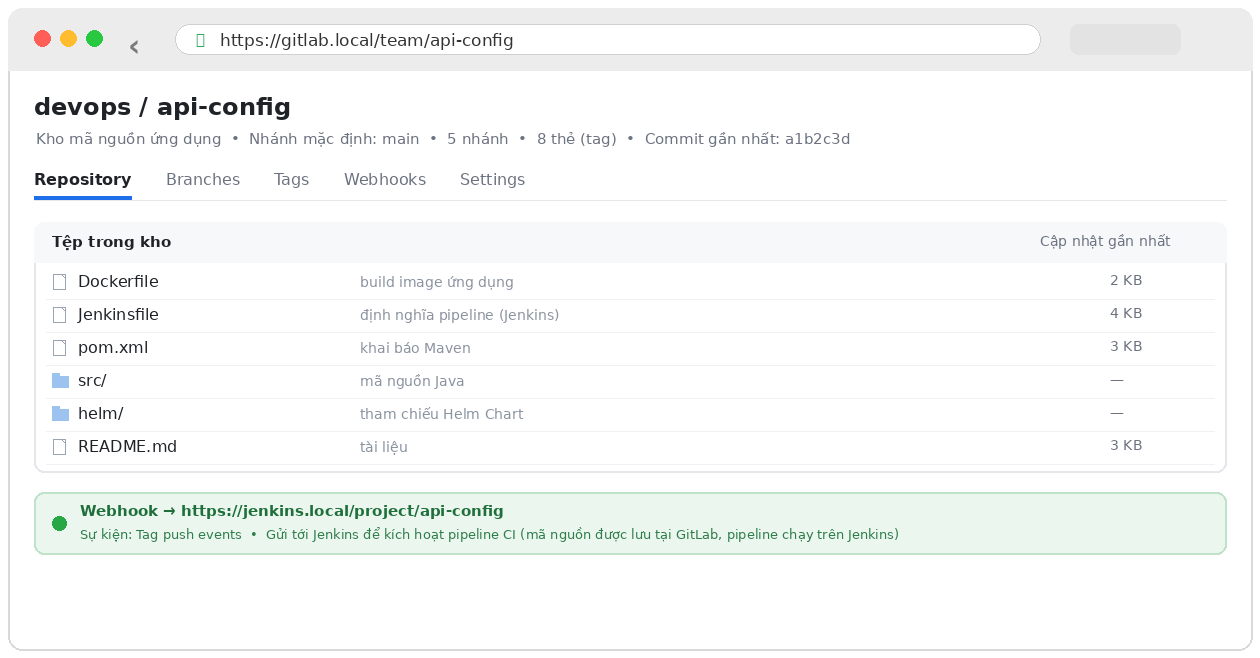 https://gitlab.local/team/api-config
devops / api-config
Kho mã nguồn ứng dụng • Nhánh mặc định: main • 5 nhánh • 8 thẻ (tag) • Commit gần nhất: a1b2c3d
Repository Branches Tags Webhooks Settings
Tệp trong kho Cập nhật gần nhất
Dockerfile build image ứng dụng 2 KB
Jenkinsfile định nghĩa pipeline (Jenkins) 4 KB
pom.xml khai báo Maven 3 KB
src/ mã nguồn Java —
helm/ tham chiếu Helm Chart —
README.md tài liệu 3 KB
Webhook → https://jenkins.local/project/api-config
Sự kiện: Tag push events • Gửi tới Jenkins để kích hoạt pipeline CI (mã nguồn được lưu tại GitLab, pipeline chạy trên Jenkins)